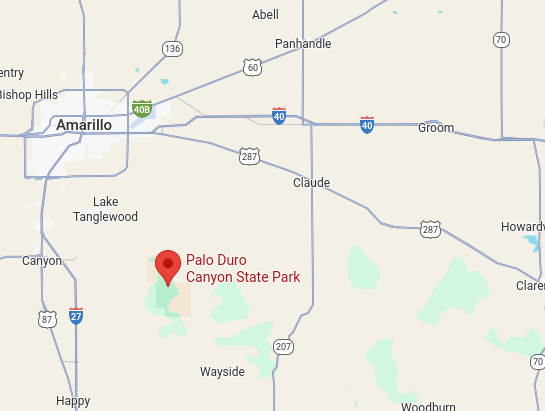 Abell
136
Panhandle
70
60
entry
Bishop Hills
40B
Amarillo
40
40
Groom
287
Claude
Lake
Tanglewood
287
Howardw
Canyon
Palo Duro
Canyon State Park
Claren
87
27
207
Wayside
70
Happy
Woodburn